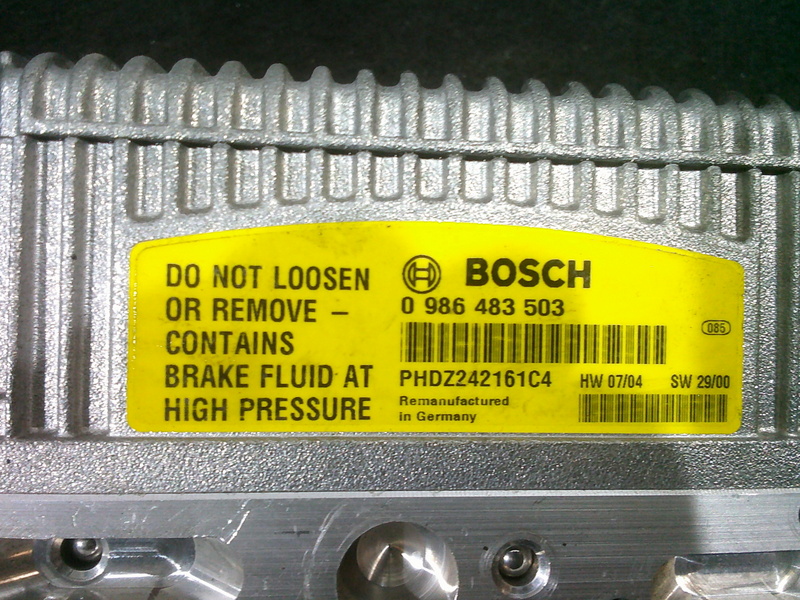 DO NOT LOOSEN
OR REMOVE –
CONTAINS
BRAKE FLUID AT
HIGH PRESSURE
BOSCH
0 986 483 503
085
PHDZ242161C4 HW 07/04 SW 29/00
Remanufactured
in Germany